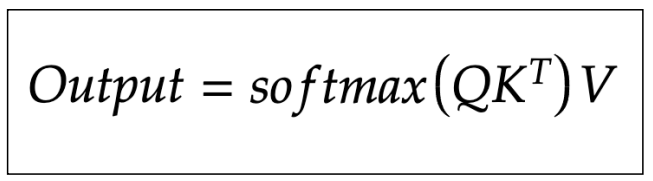 Output = softmax(QK^T)V